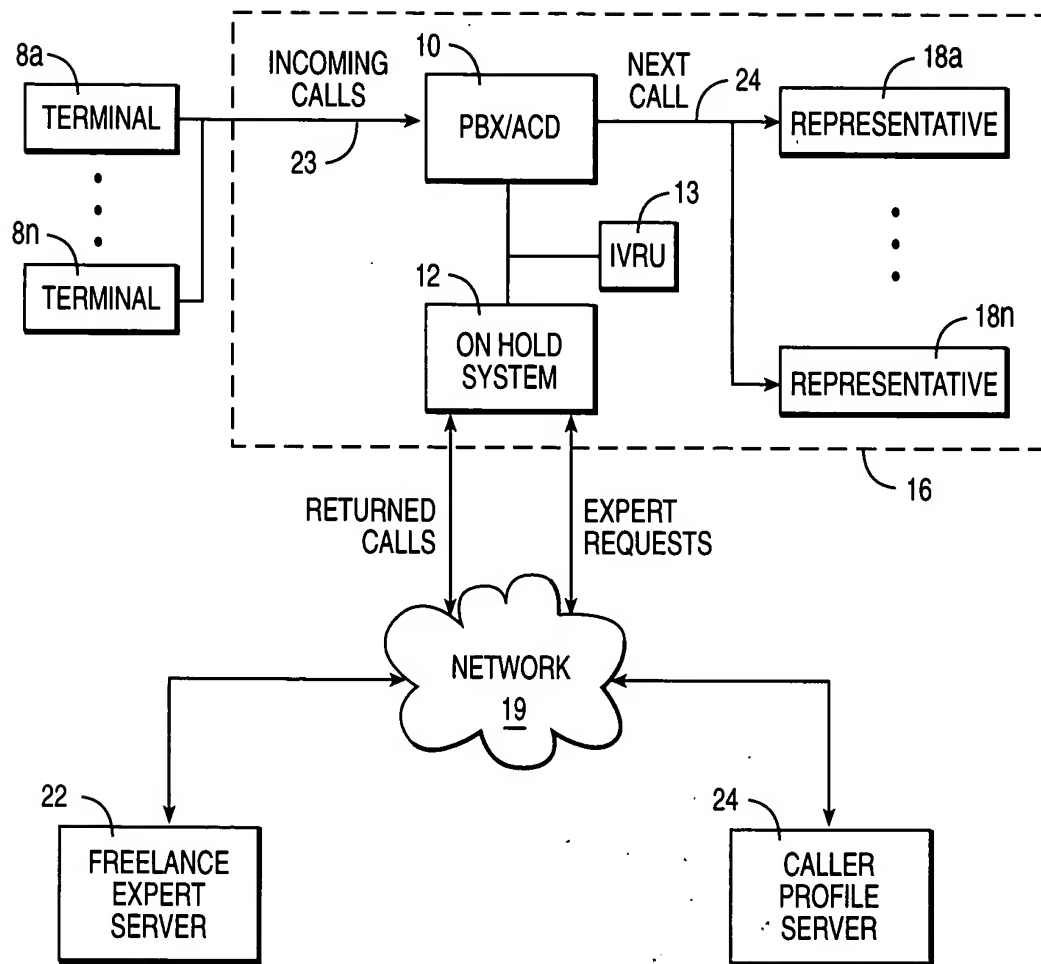 8a
TERMINAL
8n
TERMINAL
INCOMING
CALLS
23
10
PBX/ACD
NEXT
CALL
24
18a
REPRESENTATIVE
13
IVRU
12
ON HOLD
SYSTEM
18n
REPRESENTATIVE
16
RETURNED
CALLS
EXPERT
REQUESTS
NETWORK
19
22
FREELANCE
EXPERT
SERVER
24
CALLER
PROFILE
SERVER